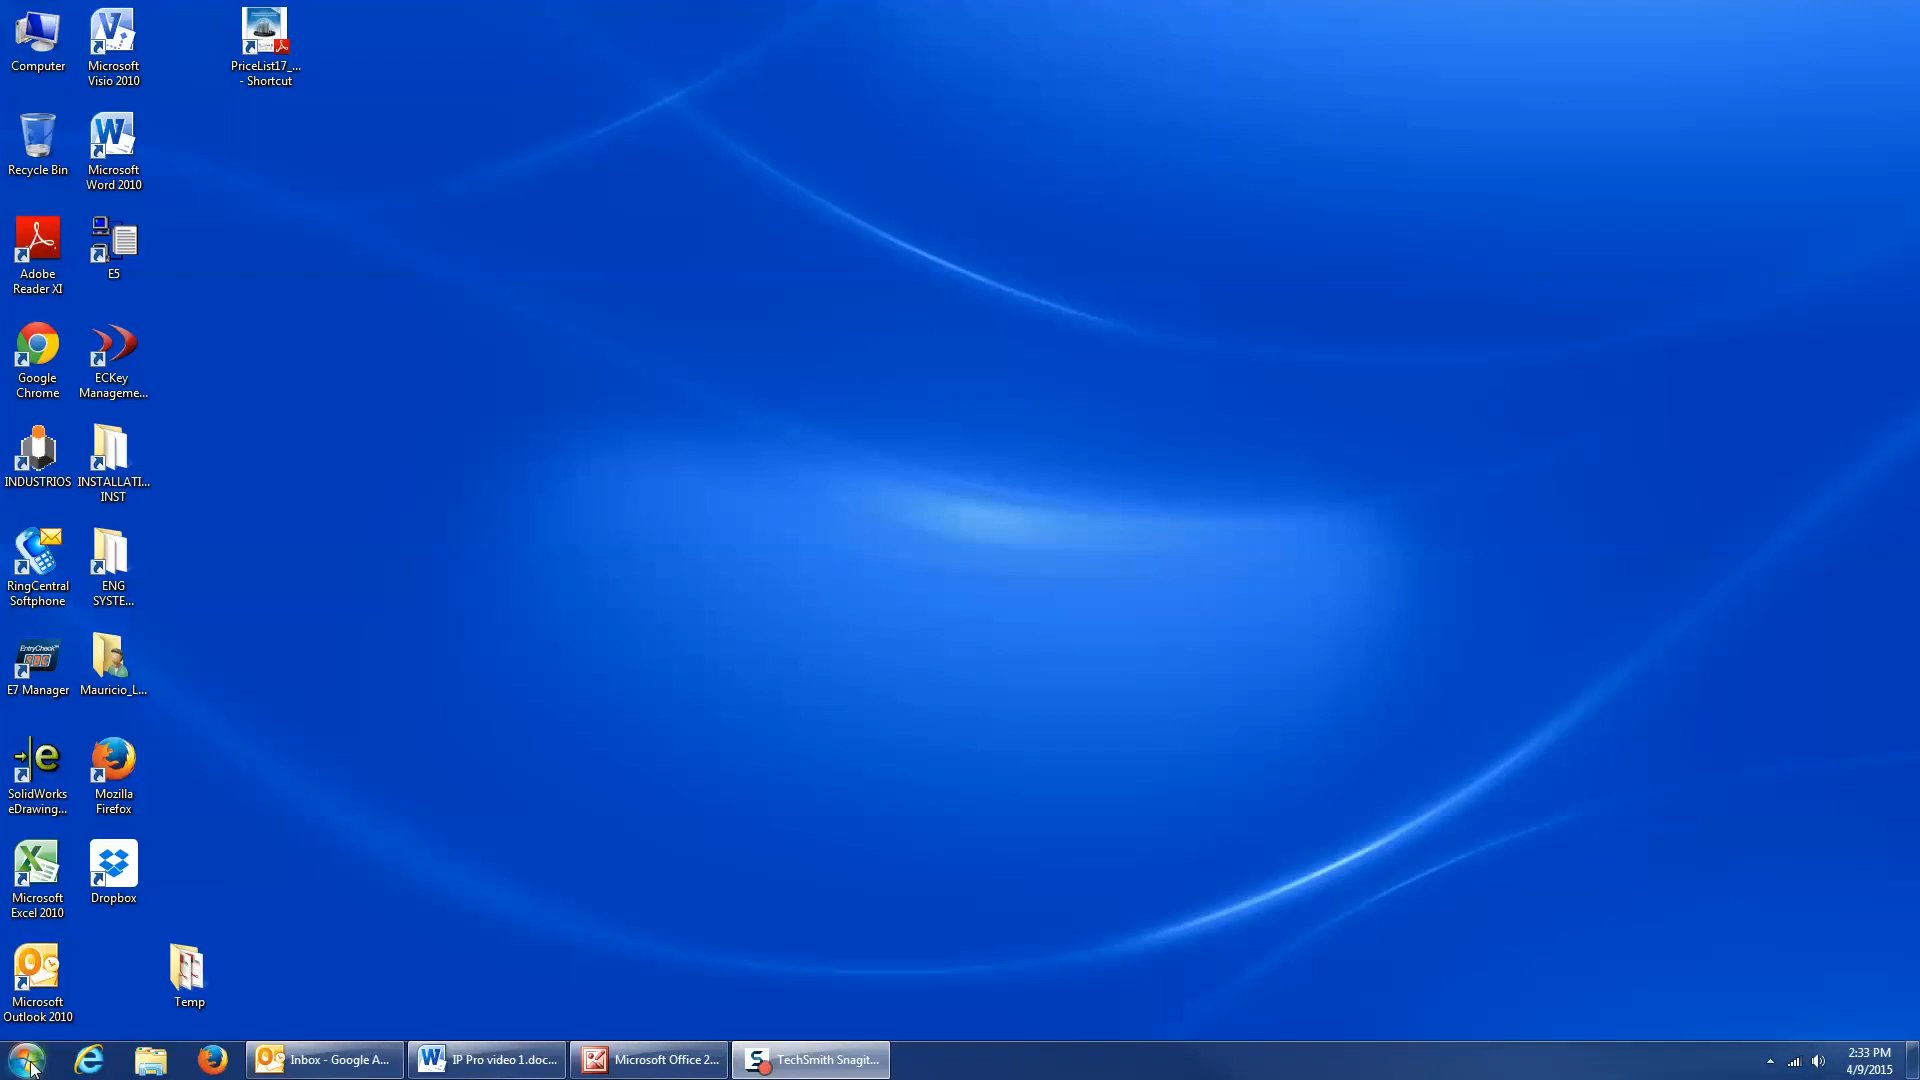 Computer
Microsoft
Visio 2010
PriceList17_...
- Shortcut
Recycle Bin
Microsoft
Word 2010
Adobe
Reader XI
E5
Google
Chrome
ECKey
Manageme...
INDUSTRIOS
INSTALLATI...
INST
RingCentral
Softphone
ENG
SYSTE...
EntryCheck
E7 Manager
Mauricio_L...
SolidWorks
eDrawing...
Mozilla
Firefox
Microsoft
Excel 2010
Dropbox
Microsoft
Outlook 2010
Temp
Inbox - Google A...
IP Pro video 1.doc...
Microsoft Office 2...
TechSmith Snagit...
2:33 PM
4/9/2015